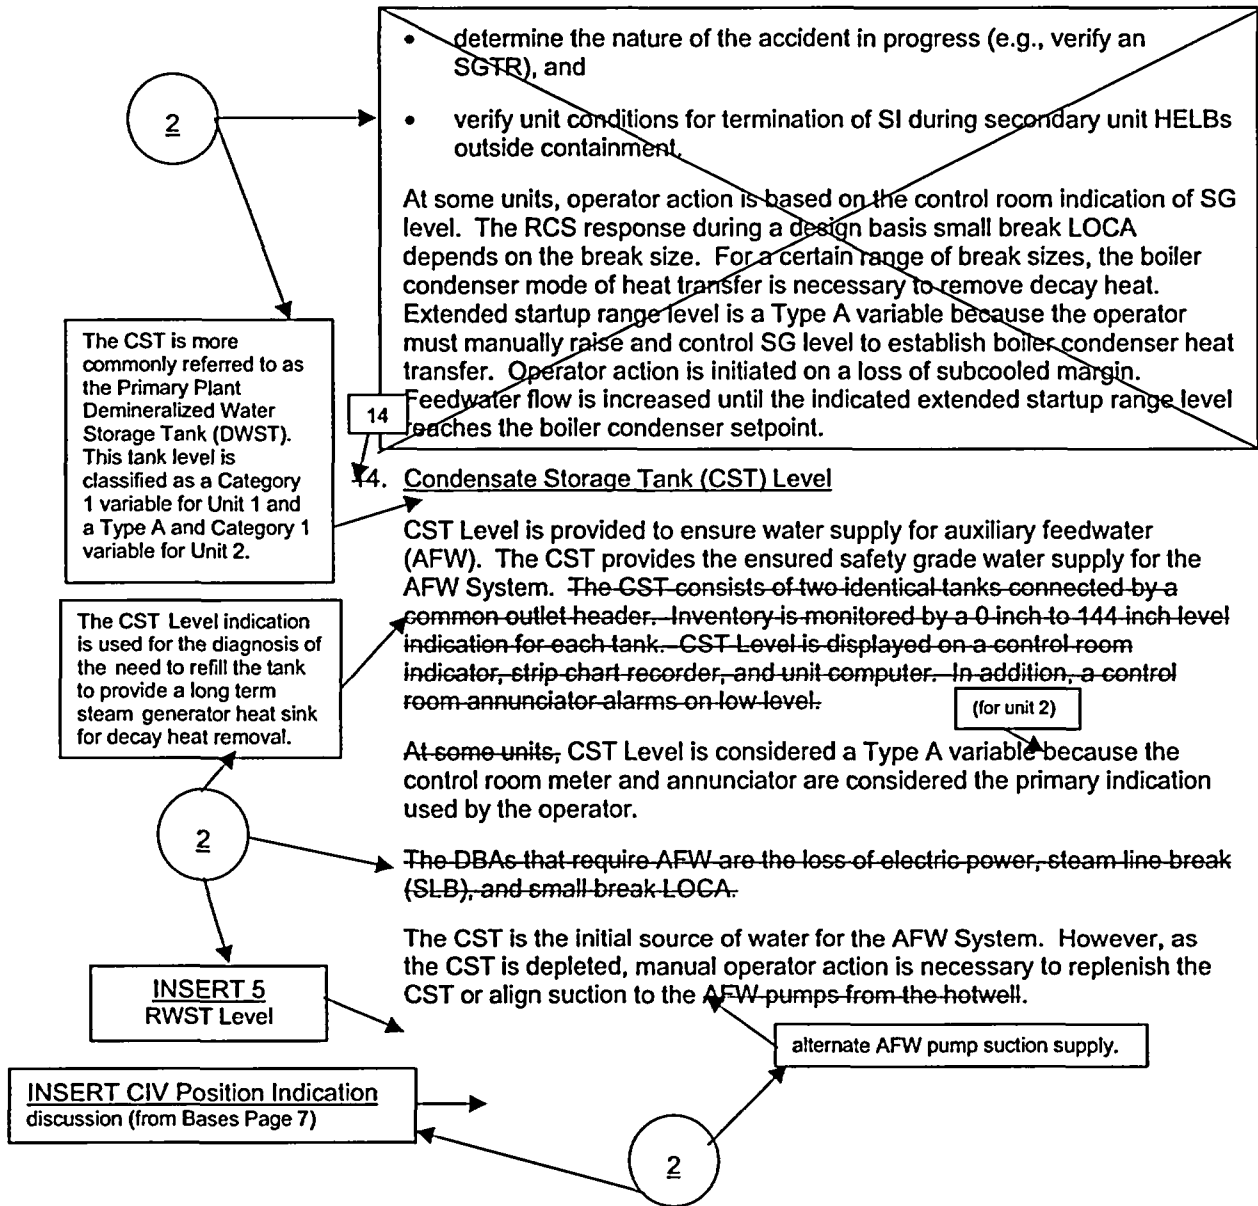 • determine the nature of the accident in progress (e.g., verify an
SGTR), and
2
• verify unit conditions for termination of SI during secondary unit HELBs
outside containment.
At some units, operator action is based on the control room indication of SG
level. The RCS response during a design basis small break LOCA
depends on the break size. For a certain range of break sizes, the boiler
condenser mode of heat transfer is necessary to remove decay heat.
Extended startup range level is a Type A variable because the operator
must manually raise and control SG level to establish boiler condenser heat
transfer. Operator action is initiated on a loss of subcooled margin.
Feedwater flow is increased until the indicated extended startup range level
reaches the boiler condenser setpoint.
The CST is more
commonly referred to as
the Primary Plant
Demineralized Water
Storage Tank (DWST).
This tank level is
classified as a Category
1 variable for Unit 1 and
a Type A and Category 1
variable for Unit 2.
14
14. Condensate Storage Tank (CST) Level
CST Level is provided to ensure water supply for auxiliary feedwater
(AFW). The CST provides the ensured safety grade water supply for the
AFW System. The CST consists of two identical tanks connected by a
common outlet header. Inventory is monitored by a 0 inch to 144 inch level
indication for each tank. CST Level is displayed on a control room
indicator, strip chart recorder, and unit computer. In addition, a control
room annunciator alarms on low level.
The CST Level indication
is used for the diagnosis of
the need to refill the tank
to provide a long term
steam generator heat sink
for decay heat removal.
(for unit 2)
At some units, CST Level is considered a Type A variable because the
control room meter and annunciator are considered the primary indication
used by the operator.
2
The DBAs that require AFW are the loss of electric power, steam line break
(SLB), and small break LOCA.
The CST is the initial source of water for the AFW System. However, as
the CST is depleted, manual operator action is necessary to replenish the
CST or align suction to the AFW pumps from the hotwell.
INSERT 5
RWST Level
alternate AFW pump suction supply.
INSERT CIV Position Indication
discussion (from Bases Page 7)
2